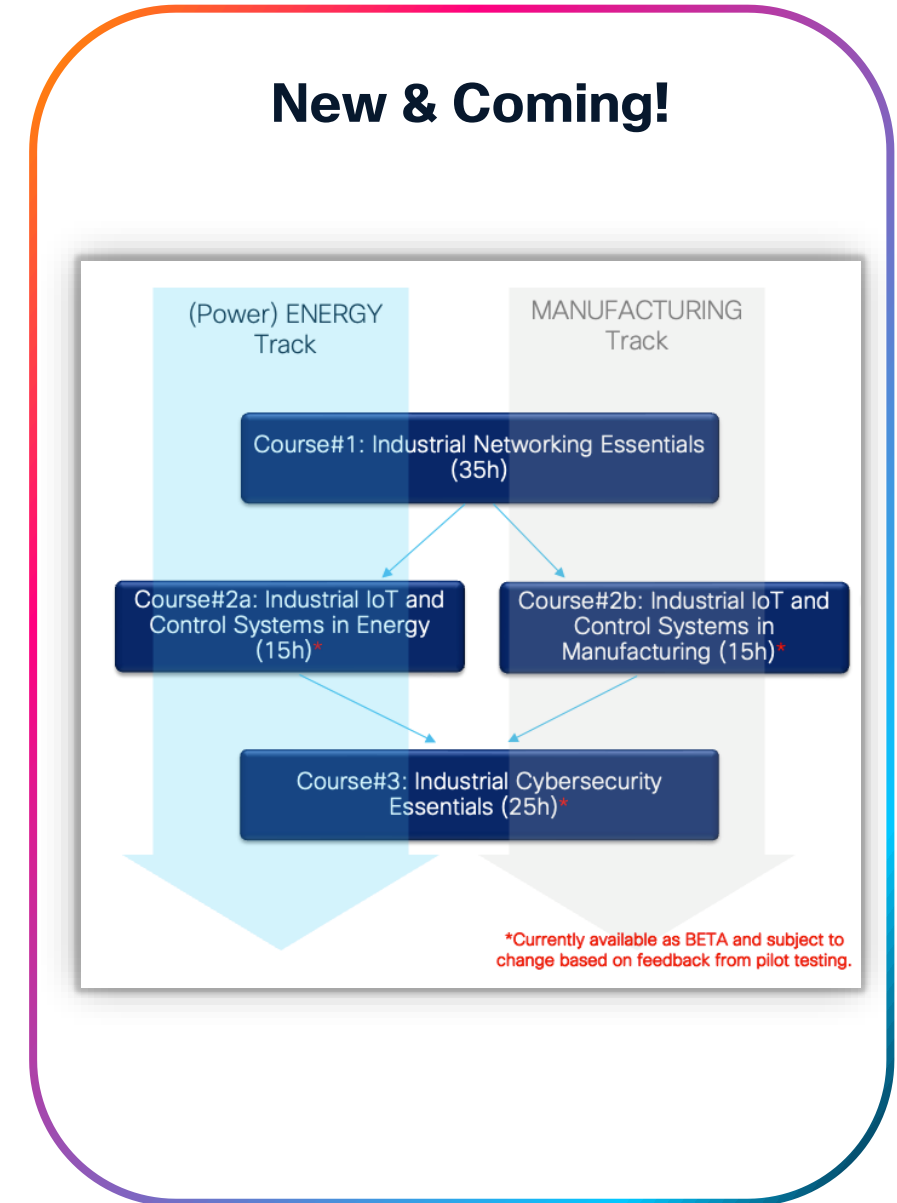 New & Coming!
(Power) ENERGY
Track
MANUFACTURING
Track
Course#1: Industrial Networking Essentials
(35h)
Course#2a: Industrial IoT and
Control Systems in Energy
(15h)*
Course#2b: Industrial IoT and
Control Systems in
Manufacturing (15h)*
Course#3: Industrial Cybersecurity
Essentials (25h)*
*Currently available as BETA and subject to
change based on feedback from pilot testing.